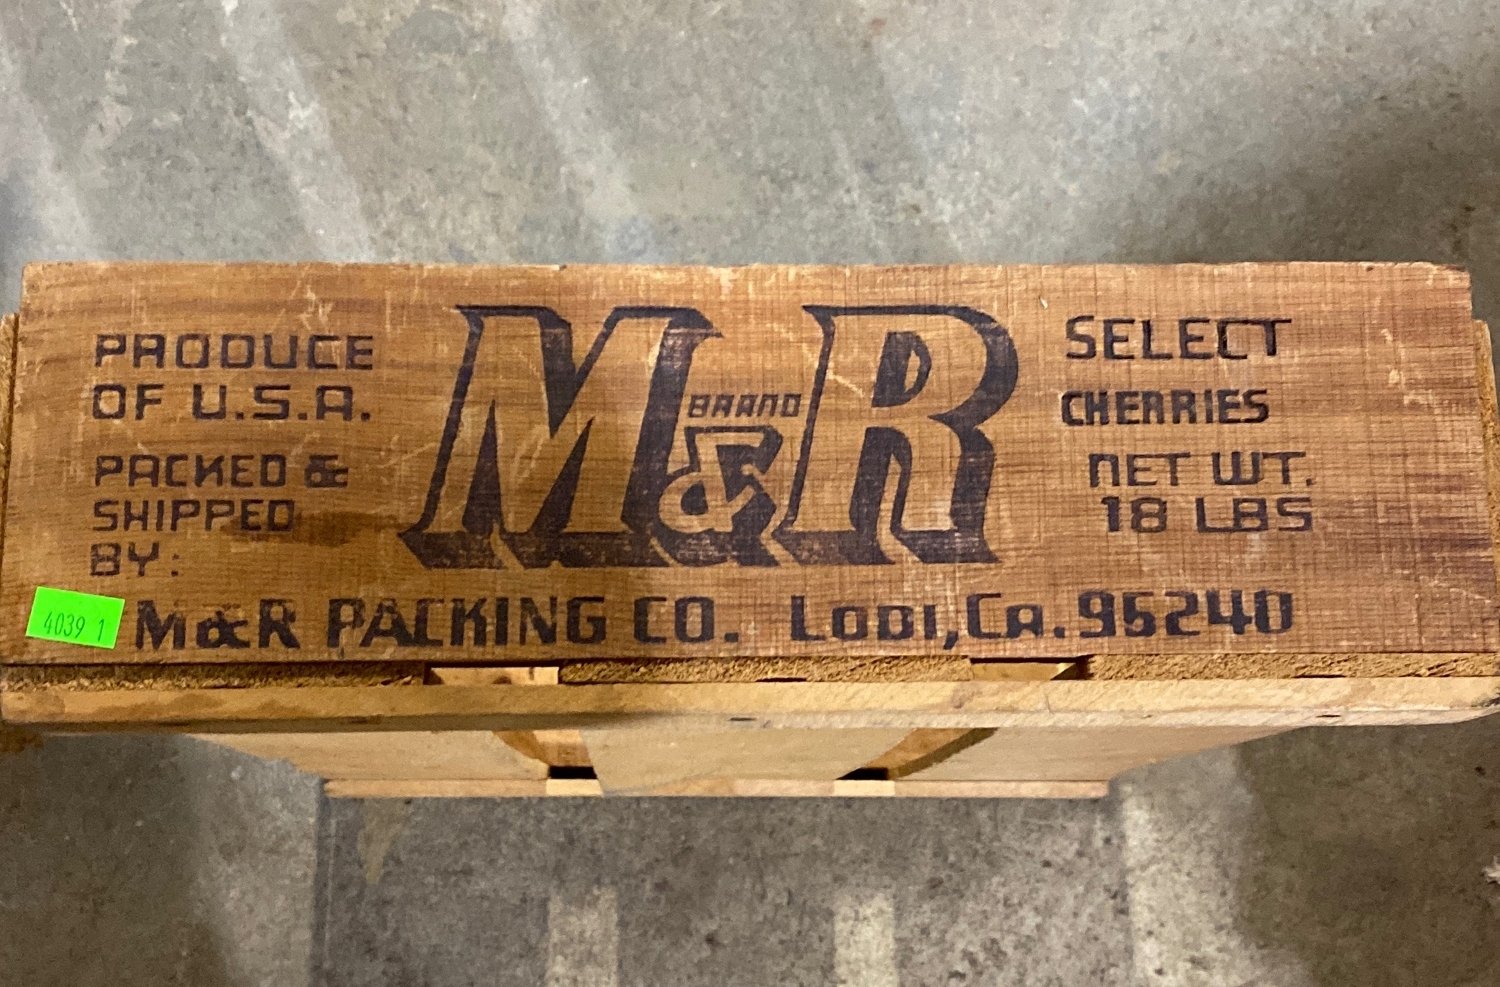 PRODUCE
OF U.S.A.
PACKED &
SHIPPED
BY:
M&R
BRAND
SELECT
CHERRIES
NET WT.
18 LBS
M&R PACKING CO. LODI, CA. 95240
4039 1